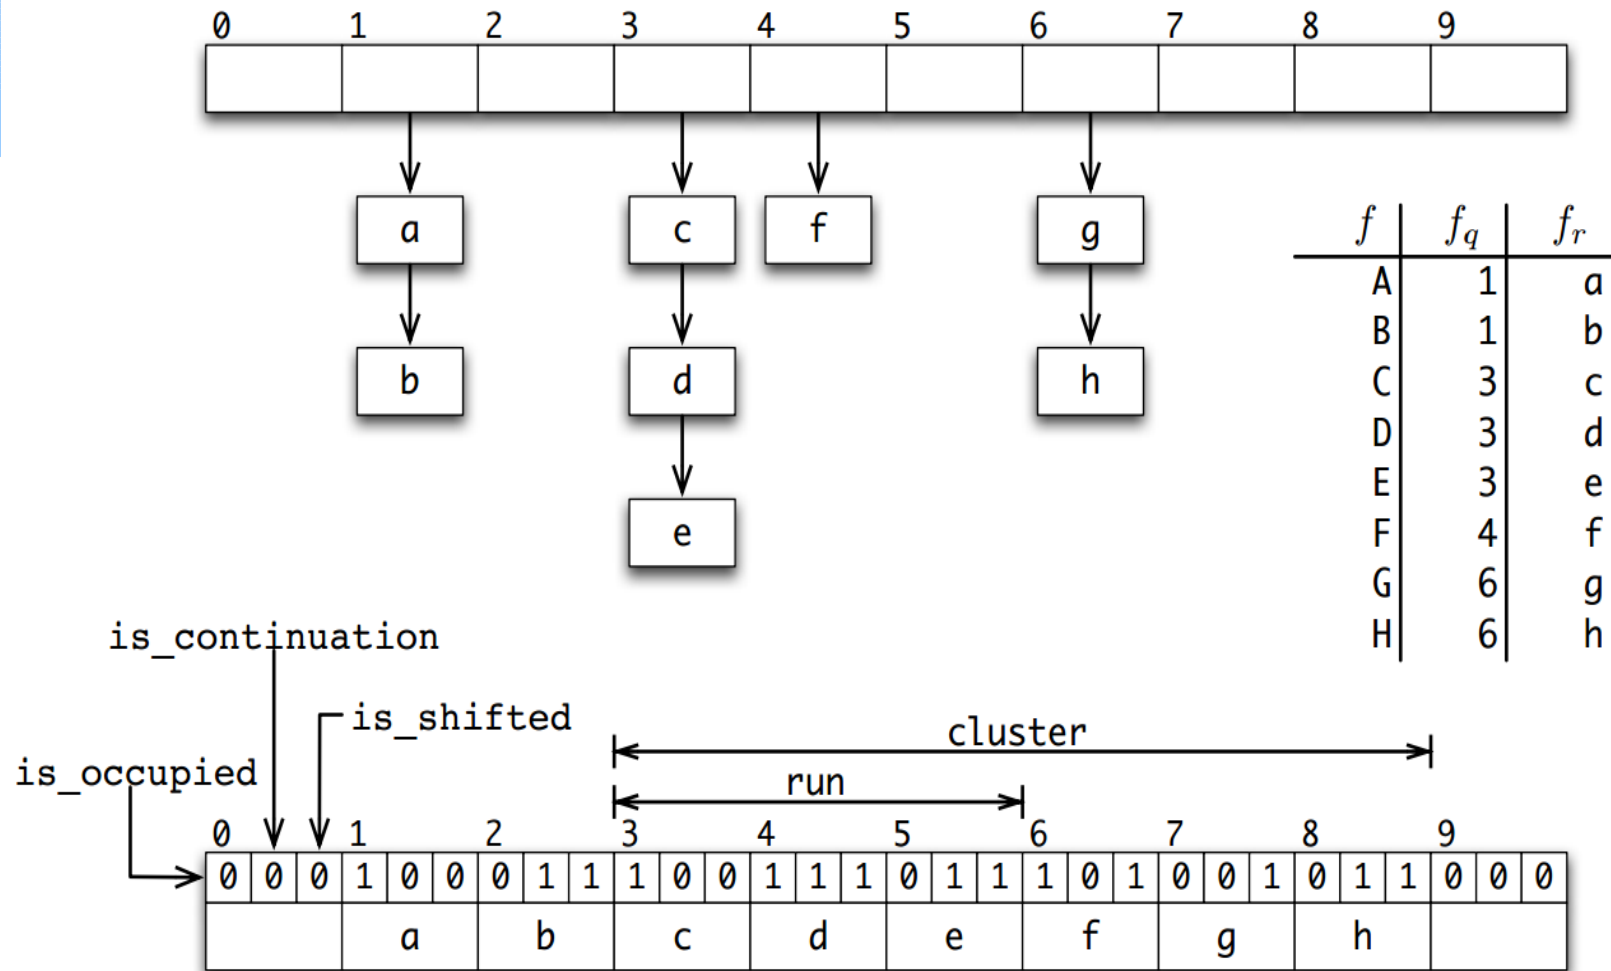 0 1 2 3 4 5 6 7 8 9
a c f g
b d h
e
f f_q f_r
A 1 a
B 1 b
C 3 c
D 3 d
E 3 e
F 4 f
G 6 g
H 6 h
is_continuation
is_shifted
is_occupied
cluster
run
0 1 2 3 4 5 6 7 8 9
0 0 0 1 0 0 0 1 1 1 0 0 1 1 1 0 1 1 1 0 1 0 0 1 0 1 1 0 0 0
a b c d e f g h